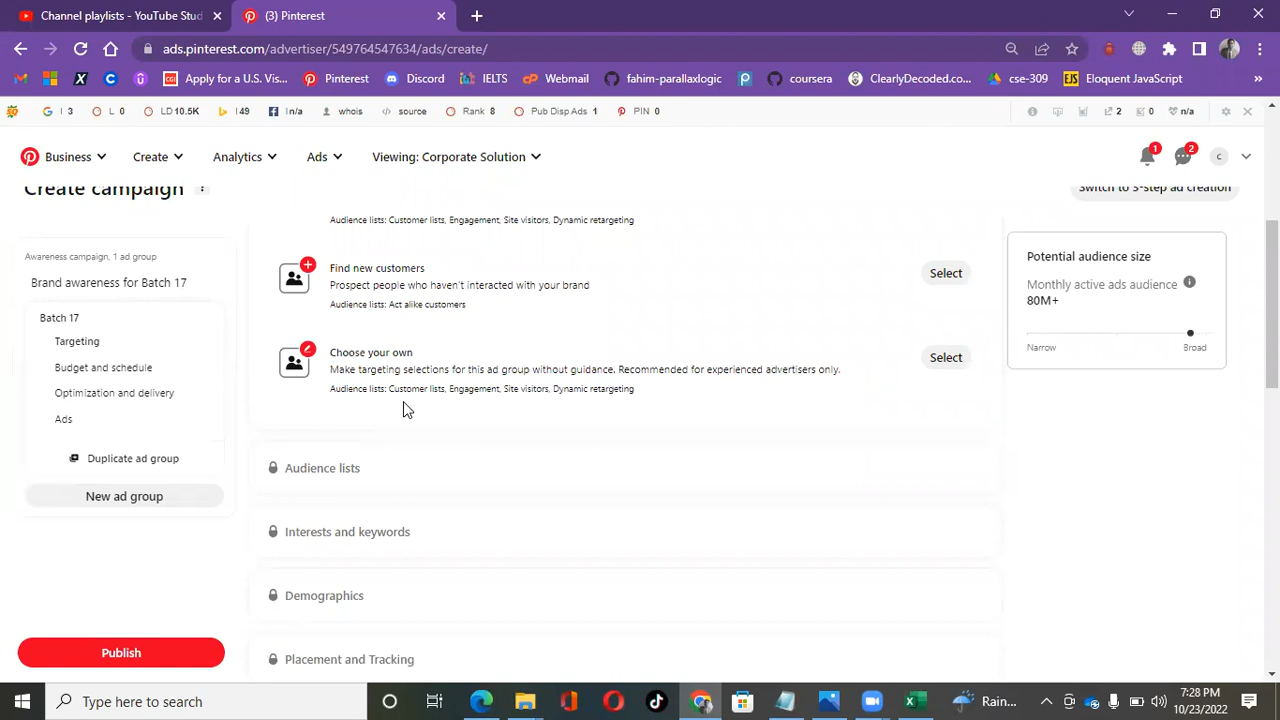 Channel playlists - YouTube Stud
(3) Pinterest
ads.pinterest.com/advertiser/549764547634/ads/create/
Apply for a U.S. Vis...
Pinterest
Discord
IELTS
Webmail
fahim-parallaxlogic
coursera
ClearlyDecoded.co...
cse-309
EJS
Eloquent JavaScript
I 3
L 0
LD 10.5K
I 49
I n/a
whois
source
Rank 8
Pub Disp Ads 1
PIN 0
2
0
n/a
Business
Create
Analytics
Ads
Viewing: Corporate Solution
1
2
C
Create campaign
Switch to 3-step ad creation
Awareness campaign, 1 ad group
Brand awareness for Batch 17
Batch 17
Targeting
Budget and schedule
Optimization and delivery
Ads
Duplicate ad group
New ad group
Publish
Audience lists: Customer lists, Engagement, Site visitors, Dynamic retargeting
Find new customers
Prospect people who haven't interacted with your brand
Audience lists: Act alike customers
Select
Choose your own
Make targeting selections for this ad group without guidance. Recommended for experienced advertisers only.
Audience lists: Customer lists, Engagement, Site visitors, Dynamic retargeting
Select
Audience lists
Interests and keywords
Demographics
Placement and Tracking
Potential audience size
Monthly active ads audience
80M+
Narrow
Broad
Type here to search
Rain...
7:28 PM
10/23/2022